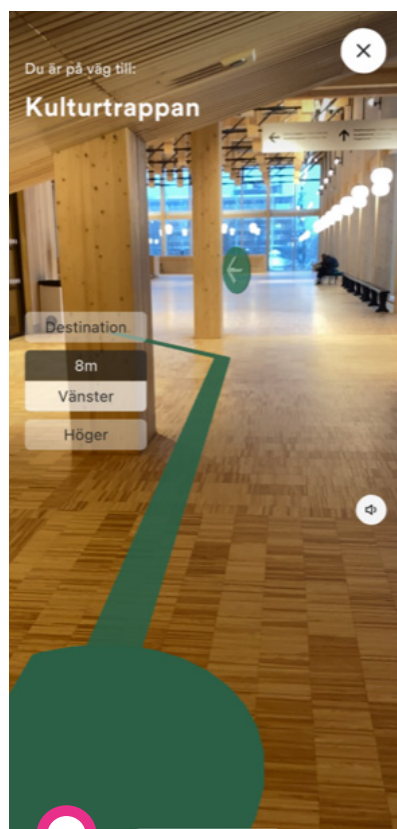 Du är på väg till:
Kulturtrappan
Destination
8m
Vänster
Höger